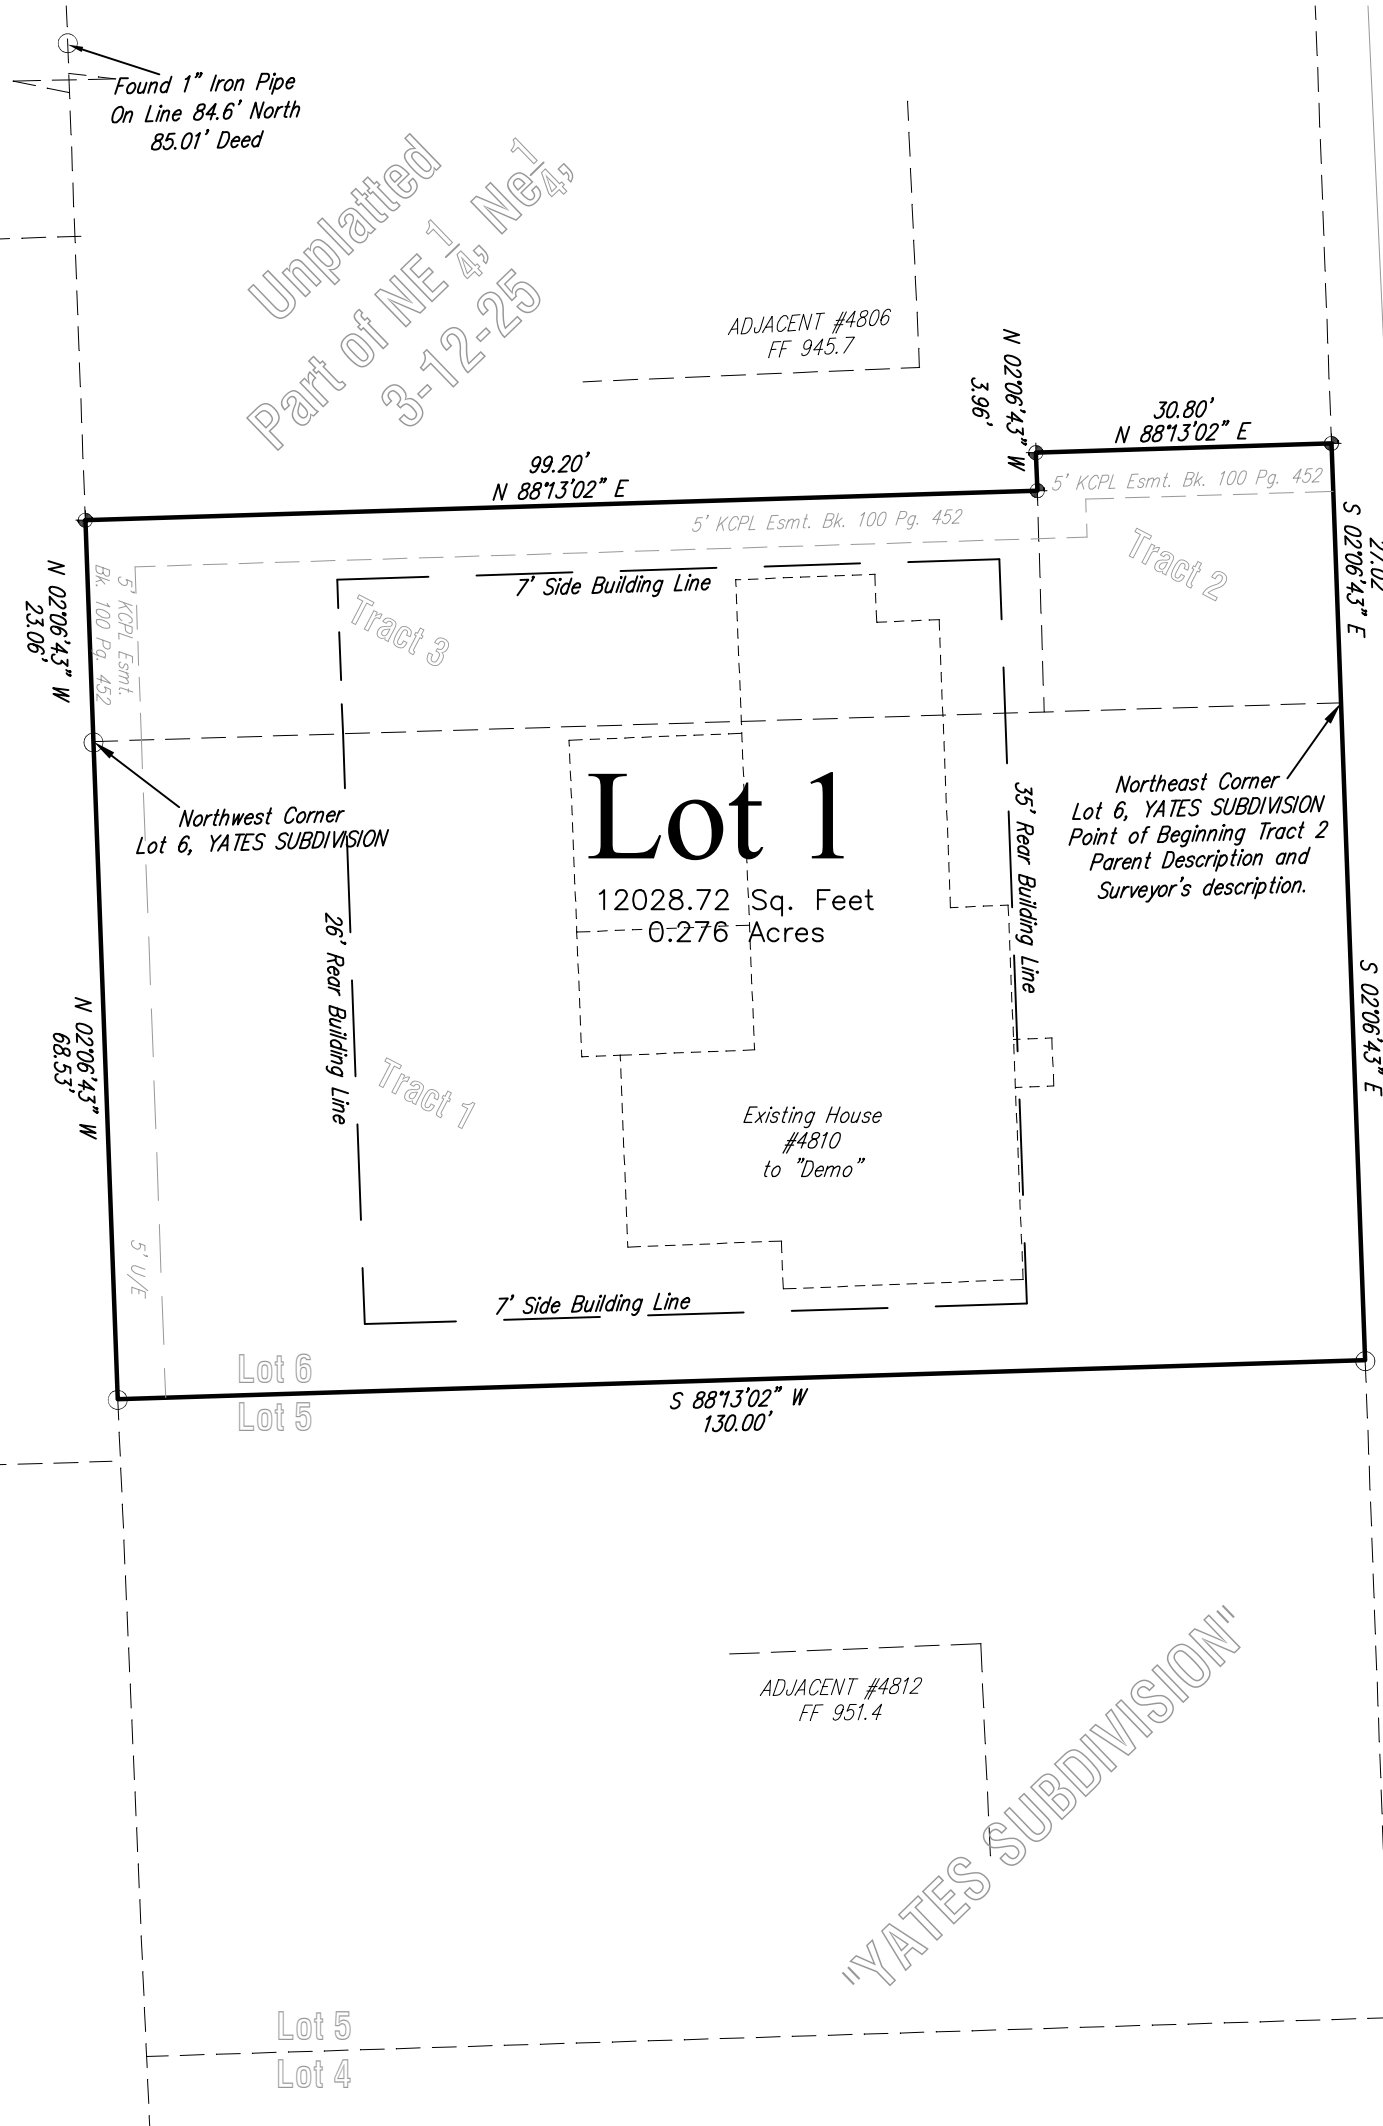 Found 1" Iron Pipe
On Line 84.6' North
85.01' Deed
Unplatted
Part of NE 1/4, Ne1/4,
3-12-25
ADJACENT #4806
FF 945.7
N 02°06'43" W
3.96'
30.80'
N 88°13'02" E
99.20'
N 88°13'02" E
5' KCPL Esmt. Bk. 100 Pg. 452
5' KCPL Esmt. Bk. 100 Pg. 452
27.02'
S 02°06'43" E
Tract 2
N 02°06'43" W
23.06'
5' KCPL Esmt.
Bk. 100 Pg. 452
7' Side Building Line
Tract 3
Northwest Corner
Lot 6, YATES SUBDIVISION
Lot 1
12028.72 Sq. Feet
0.276 Acres
Northeast Corner
Lot 6, YATES SUBDIVISION
Point of Beginning Tract 2
Parent Description and
Surveyor's description.
35' Rear Building Line
26' Rear Building Line
S 02°06'43" E
N 02°06'43" W
68.53'
Tract 1
Existing House
#4810
to "Demo"
5' U/E
7' Side Building Line
Lot 6
Lot 5
S 88°13'02" W
130.00'
ADJACENT #4812
FF 951.4
"YATES SUBDIVISION"
Lot 5
Lot 4